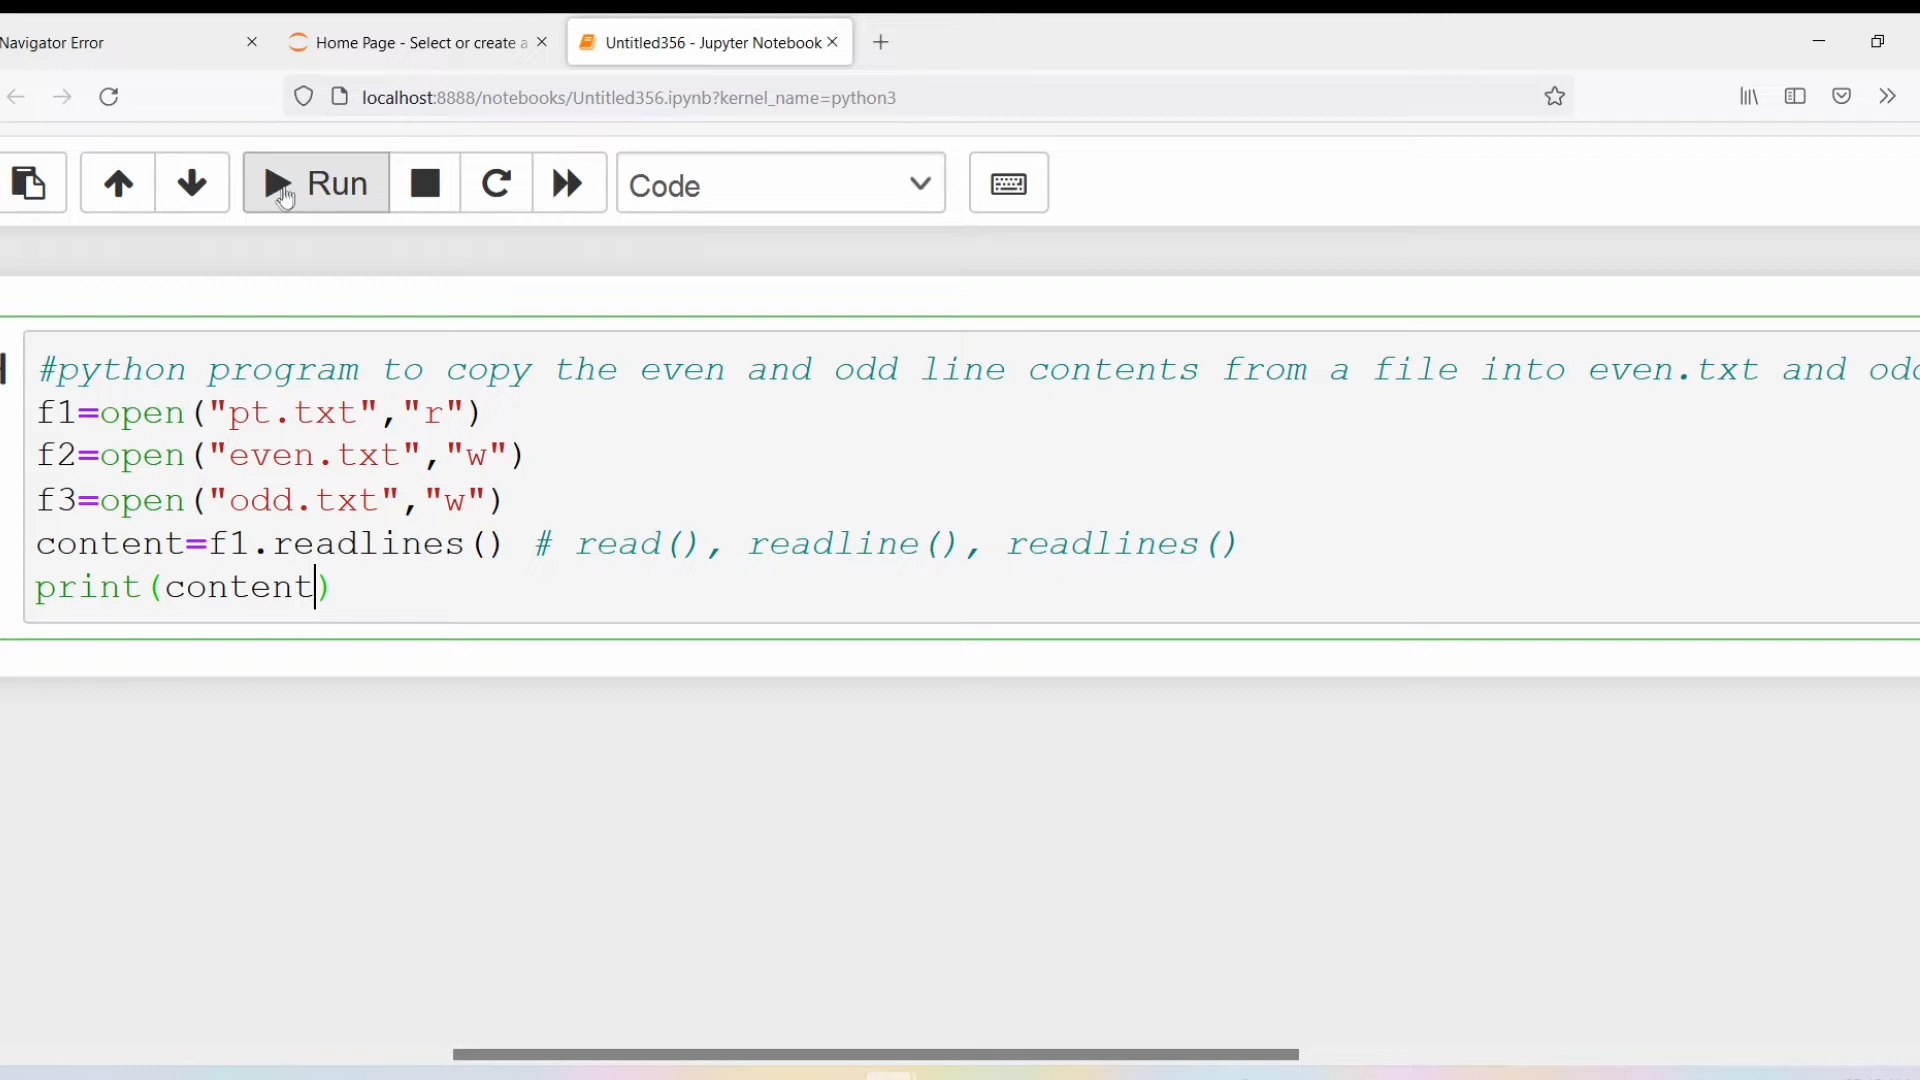 Navigator Error
Home Page - Select or create a
Untitled356 - Jupyter Notebook
localhost:8888/notebooks/Untitled356.ipynb?kernel_name=python3
Run
Code
#python program to copy the even and odd line contents from a file into even.txt and odd
f1=open("pt.txt","r")
f2=open("even.txt","w")
f3=open("odd.txt","w")
content=f1.readlines() # read(), readline(), readlines()
print(content)